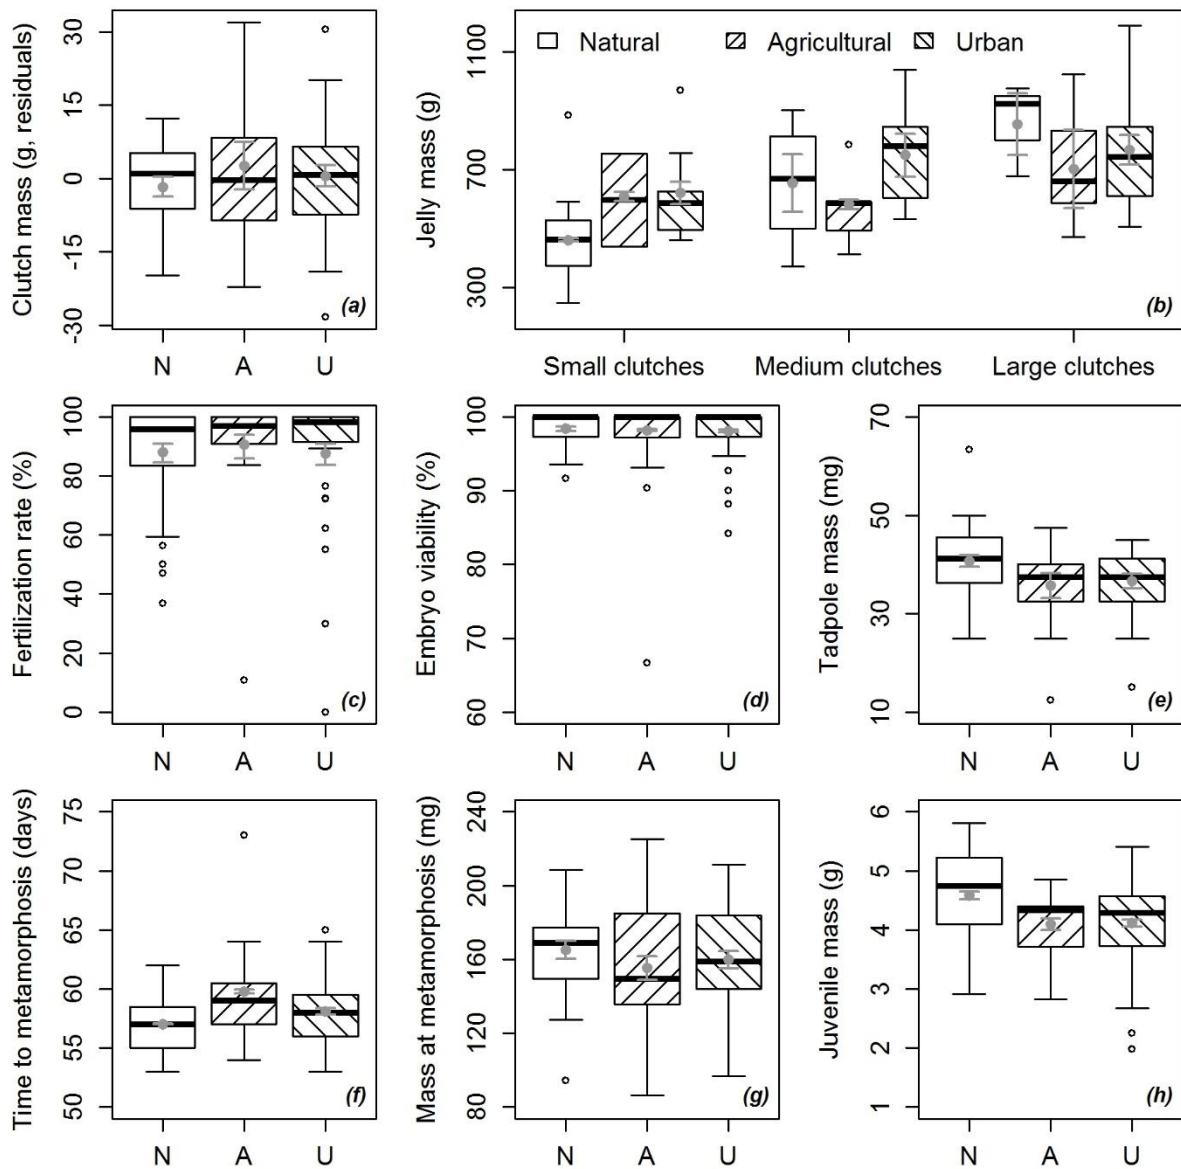 Clutch mass (g, residuals)
30
15
0
-15
-30
N A U
(a)
Jelly mass (g)
1100
700
300
Natural Agricultural Urban
(b)
Small clutches Medium clutches Large clutches
Fertilization rate (%)
100
80
60
40
20
0
N A U
(c)
Embryo viability (%)
100
90
80
70
60
N A U
(d)
Tadpole mass (mg)
70
50
30
10
N A U
(e)
Time to metamorphosis (days)
75
70
65
60
55
50
N A U
(f)
Mass at metamorphosis (mg)
240
200
160
120
80
N A U
(g)
Juvenile mass (g)
6
5
4
3
2
1
N A U
(h)